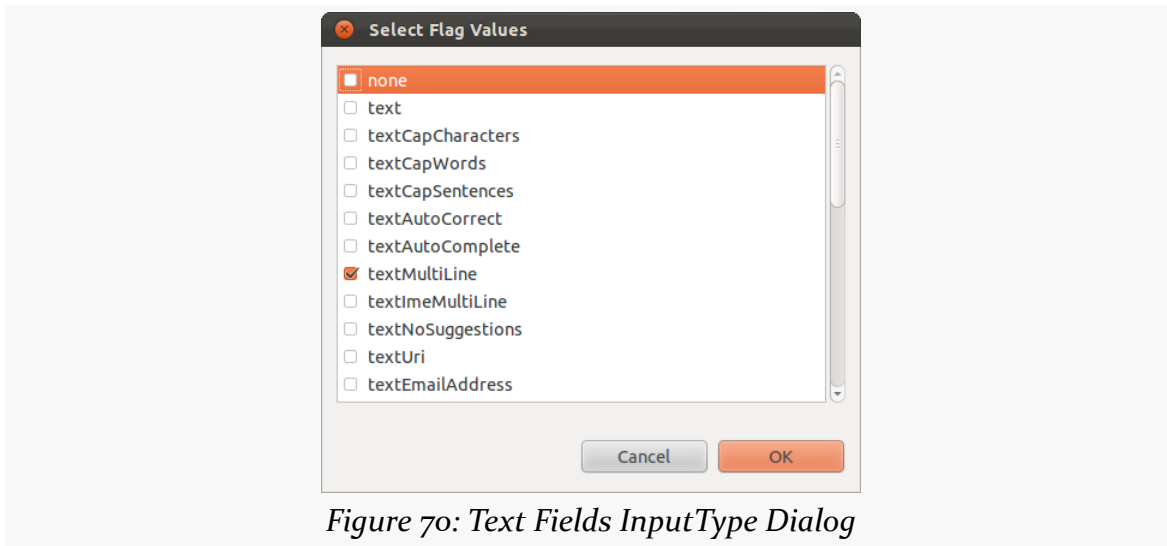 Select Flag Values
none
text
textCapCharacters
textCapWords
textCapSentences
textAutoCorrect
textAutoComplete
textMultiLine
textImeMultiLine
textNoSuggestions
textUri
textEmailAddress
Cancel OK
Figure 70: Text Fields InputType Dialog